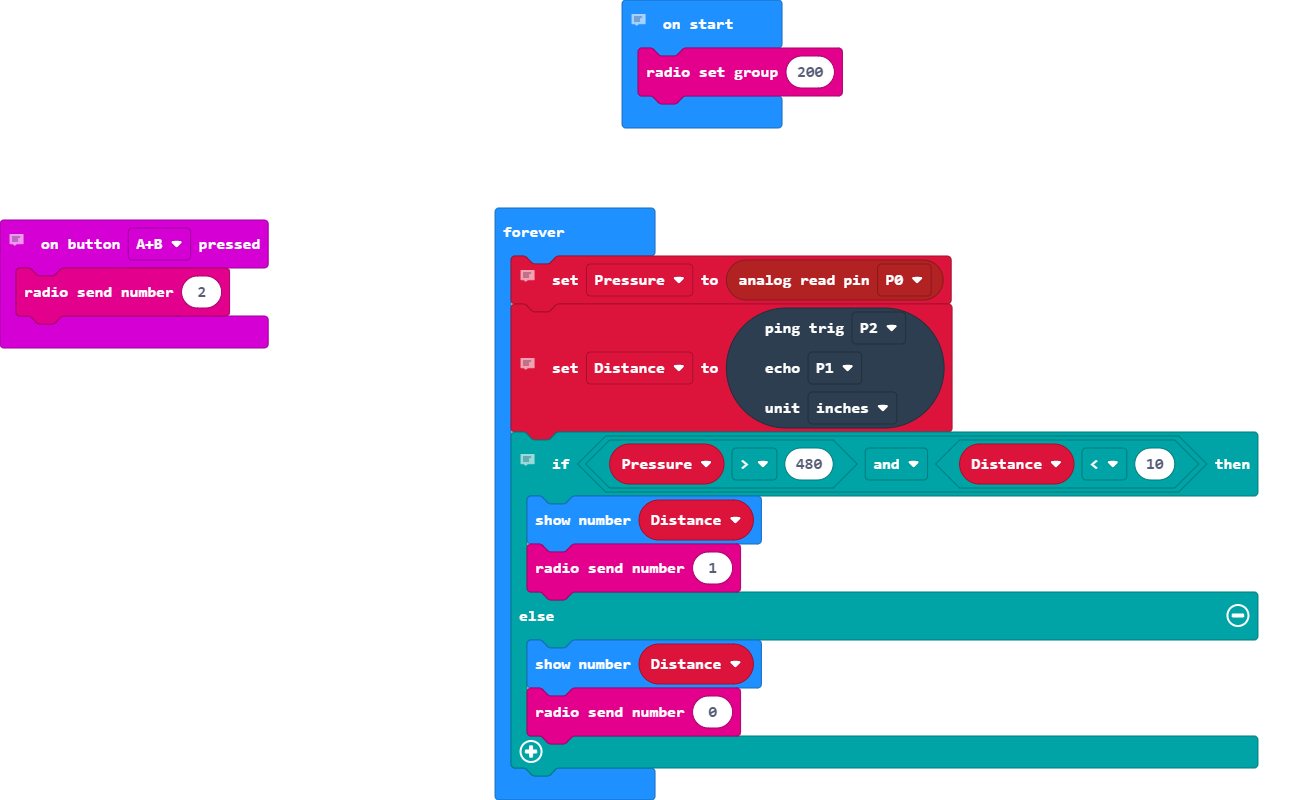 on start
radio set group 200
on button A+B pressed
radio send number 2
forever
set Pressure to analog read pin P0
set Distance to ping trig P2
echo P1
unit inches
if Pressure > 480 and Distance < 10 then
show number Distance
radio send number 1
else
show number Distance
radio send number 0